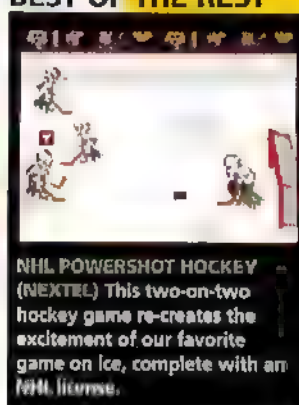 BEST OF THE REST
NHL POWERSHOT HOCKEY
(NEXTEL) This two-on-two
hockey game re-creates the
excitement of our favorite
game on ice, complete with an
NHL license.